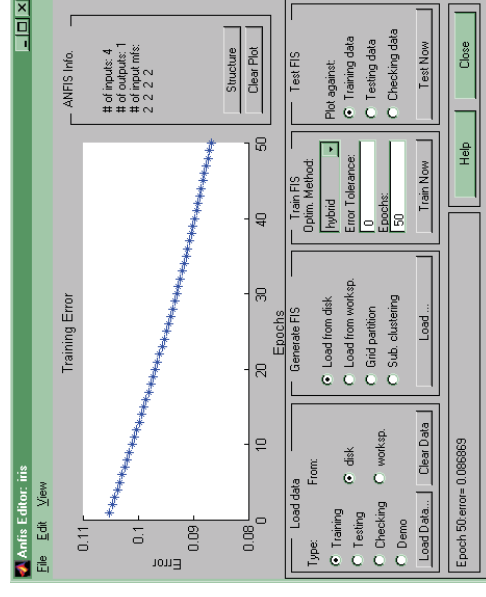 Anfis Editor: iris
File Edit View
Training Error
0.11
0.1
0.09
0.08
Error
0 10 20 30 40 50
Epochs
ANFIS Info.
# of inputs: 4
# of outputs: 1
# of input mfs:
2 2 2 2
Structure
Clear Plot
Load data
Type: From:
Training
Testing
Checking
Demo
disk
worksp.
Load Data... Clear Data
Generate FIS
Load from disk
Load from worksp.
Grid partition
Sub. clustering
Load ...
Train FIS
Optim. Method:
hybrid
Error Tolerance:
0
Epochs:
50
Train Now
Test FIS
Plot against:
Training data
Testing data
Checking data
Test Now
Epoch 50:error= 0.086869
Help Close